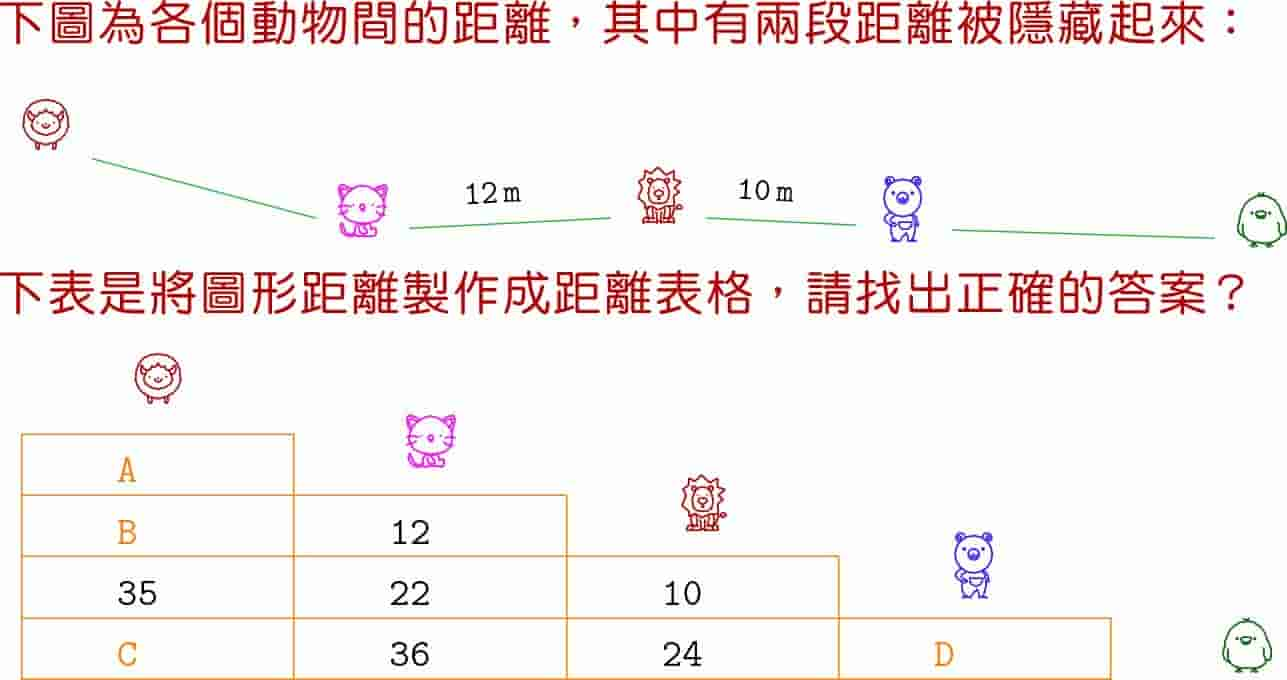 下圖為各個動物間的距離，其中有兩段距離被隱藏起來：
12m 10m
下表是將圖形距離製作成距離表格，請找出正確的答案？
A
B 12
35 22 10
C 36 24 D